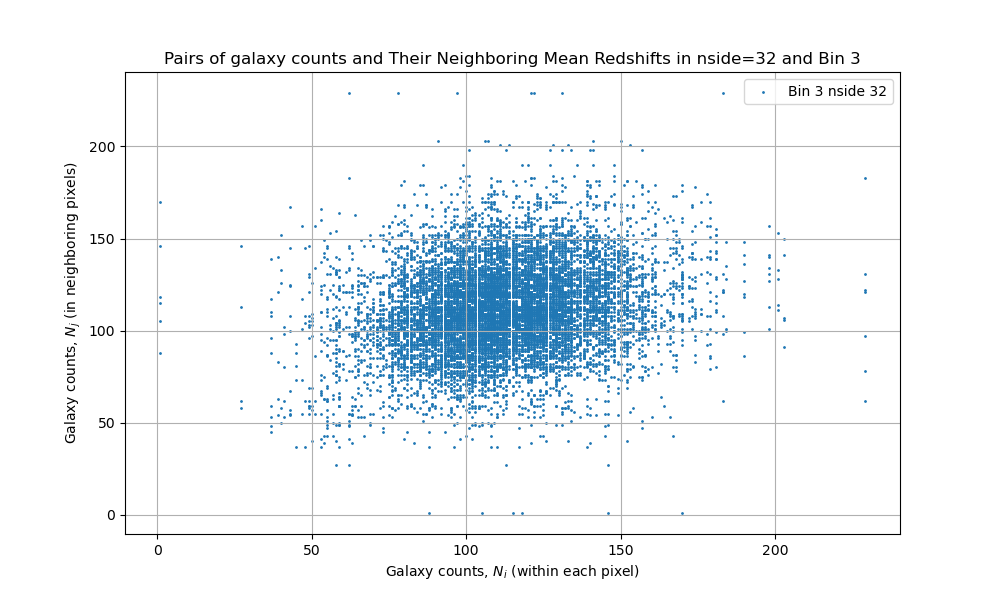 Pairs of galaxy counts and Their Neighboring Mean Redshifts in nside=32 and Bin 3
Bin 3 nside 32
200
150
100
50
0
Galaxy counts, N_j (in neighboring pixels)
0 50 100 150 200
Galaxy counts, N_i (within each pixel)